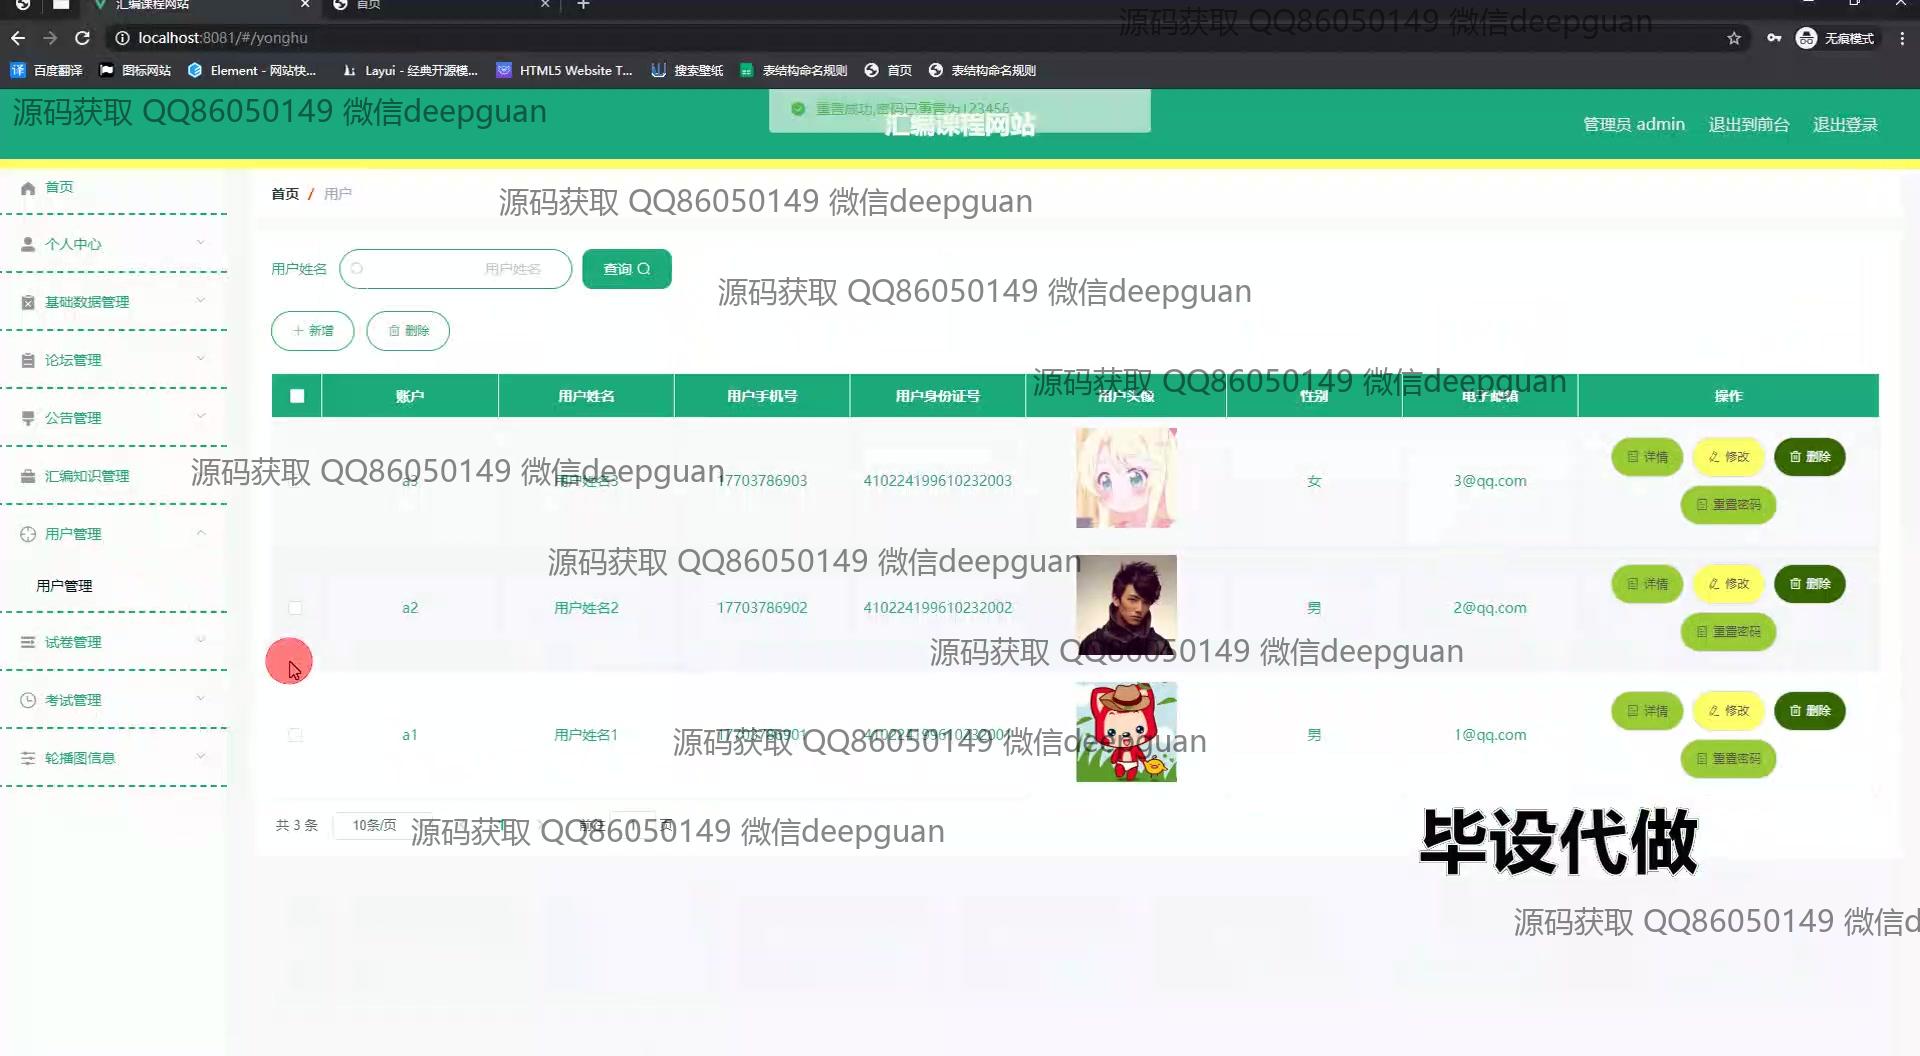 汇编课程网站
首页
源码获取 QQ86050149 微信deepguan
localhost:8081/#/yonghu
无痕模式
百度翻译
图标网站
Element - 网站快...
Layui - 经典开源模...
HTML5 Website T...
搜索壁纸
表结构命名规则
首页
表结构命名规则
源码获取 QQ86050149 微信deepguan
重置成功,密码已重置为123456
汇编课程网站
管理员 admin
退出到前台
退出登录
首页
个人中心
基础数据管理
论坛管理
公告管理
汇编知识管理
用户管理
用户管理
试卷管理
考试管理
轮播图信息
首页 / 用户
源码获取 QQ86050149 微信deepguan
用户姓名
用户姓名
查询
源码获取 QQ86050149 微信deepguan
新增
删除
源码获取 QQ86050149 微信deepguan
账户 用户姓名 用户手机号 用户身份证号 用户头像 性别 电子邮箱 操作
源码获取 QQ86050149 微信deepguan
a3 用户姓名3 17703786903 410224199610232003 女 3@qq.com 详情 修改 删除
重置密码
源码获取 QQ86050149 微信deepguan
a2 用户姓名2 17703786902 410224199610232002 男 2@qq.com 详情 修改 删除
重置密码
源码获取 QQ86050149 微信deepguan
a1 用户姓名1 17703786901 410224199610232001 男 1@qq.com 详情 修改 删除
源码获取 QQ86050149 微信deepguan
重置密码
共 3 条 10条/页 1 前往 1 页
源码获取 QQ86050149 微信deepguan
毕设代做
源码获取 QQ86050149 微信d